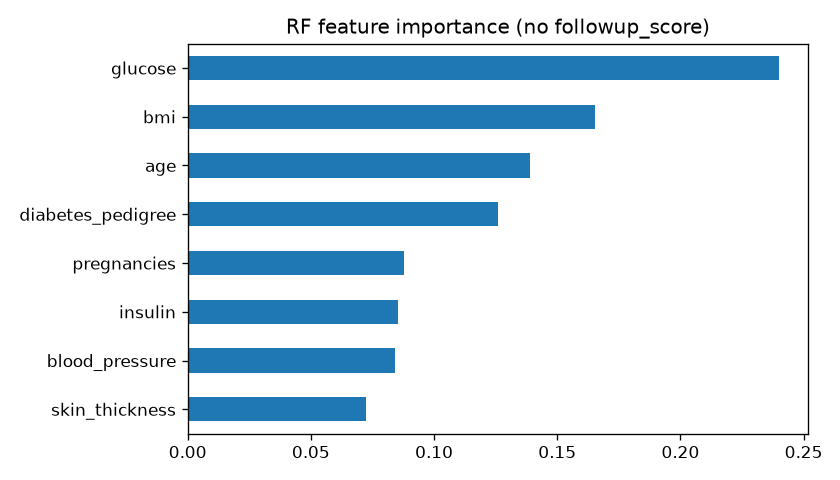 RF feature importance (no followup_score)
glucose
bmi
age
diabetes_pedigree
pregnancies
insulin
blood_pressure
skin_thickness
0.00 0.05 0.10 0.15 0.20 0.25